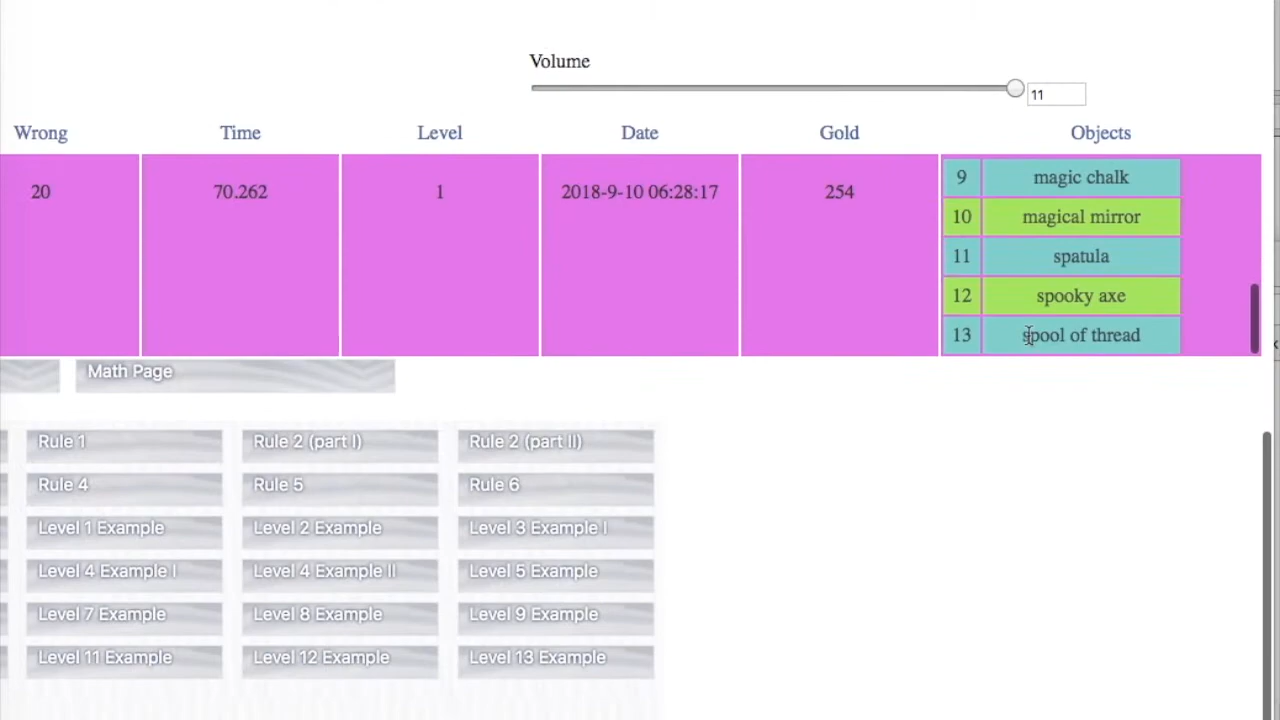 Volume
11
Wrong Time Level Date Gold Objects
20 70.262 1 2018-9-10 06:28:17 254
9 magic chalk
10 magical mirror
11 spatula
12 spooky axe
13 spool of thread
Math Page
Rule 1 Rule 2 (part I) Rule 2 (part II)
Rule 4 Rule 5 Rule 6
Level 1 Example Level 2 Example Level 3 Example I
Level 4 Example I Level 4 Example II Level 5 Example
Level 7 Example Level 8 Example Level 9 Example
Level 11 Example Level 12 Example Level 13 Example